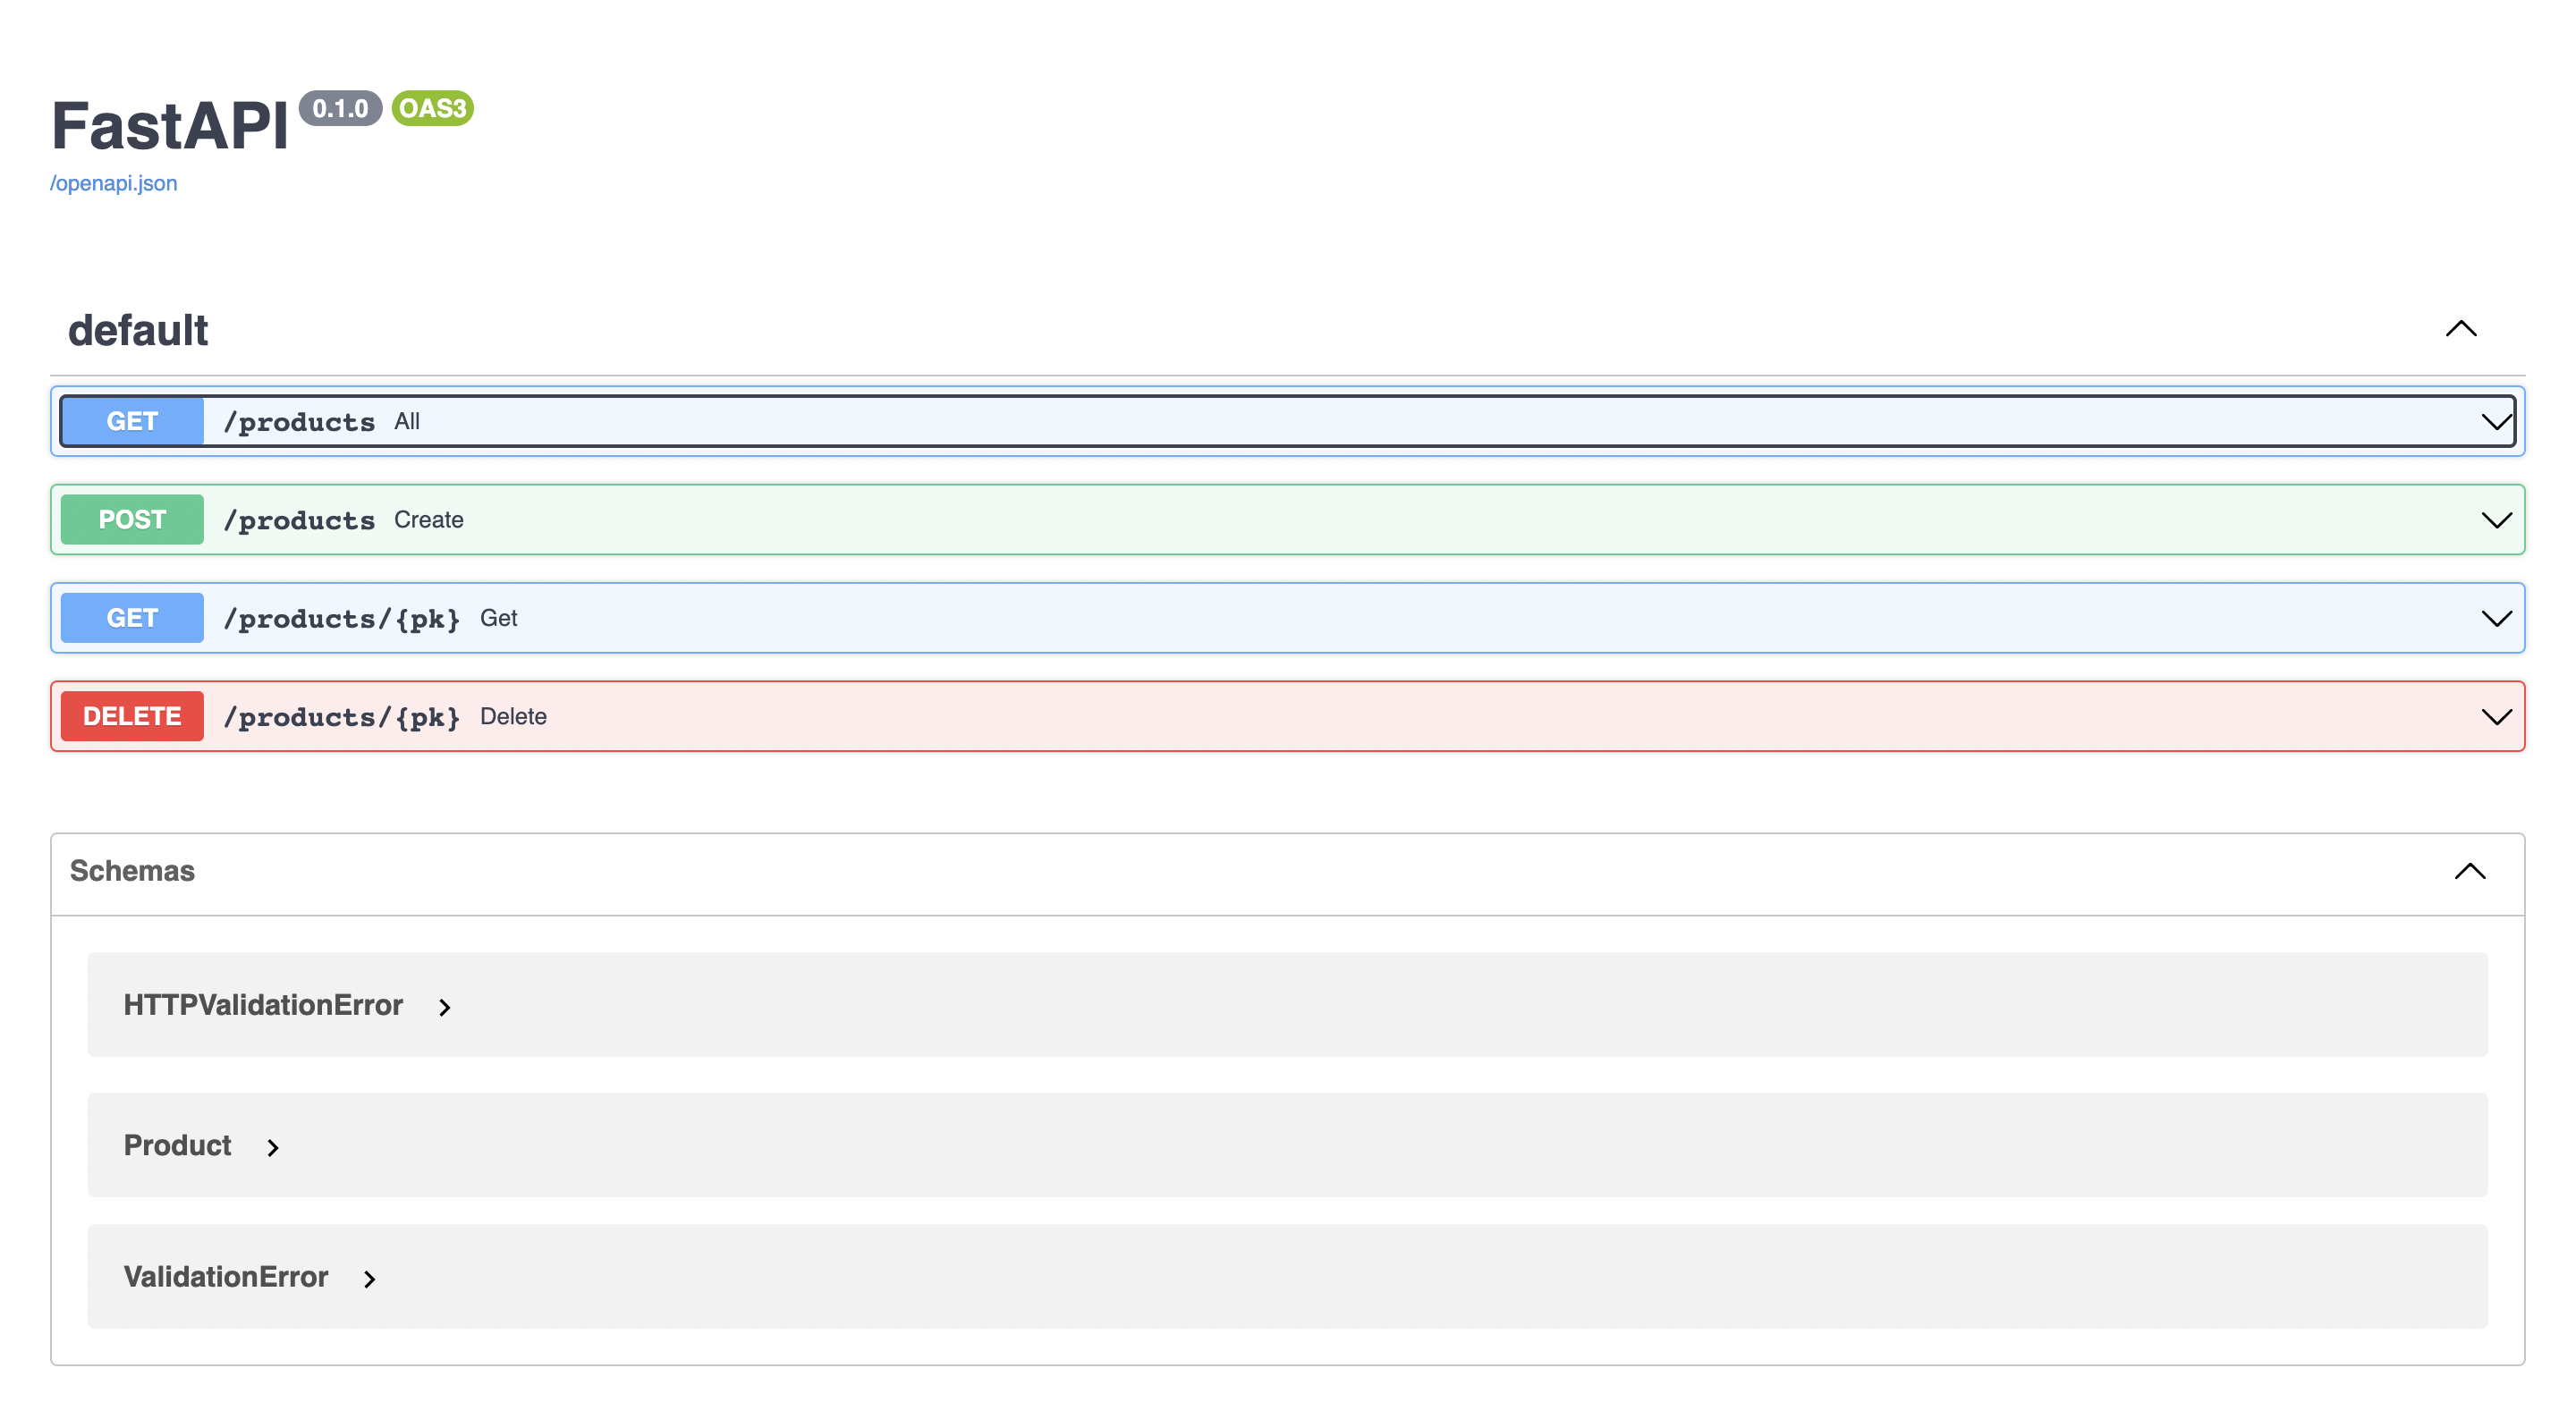 FastAPI 0.1.0 OAS3
/openapi.json
default
GET /products All
POST /products Create
GET /products/{pk} Get
DELETE /products/{pk} Delete
Schemas
HTTPValidationError
Product
ValidationError